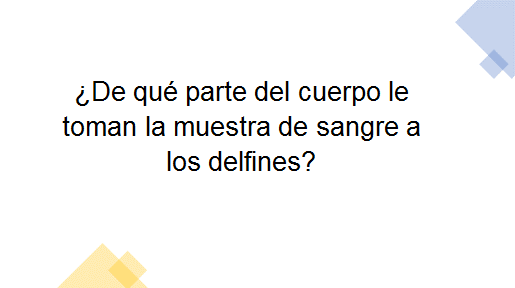 ¿De qué parte del cuerpo le
toman la muestra de sangre a
los delfines?